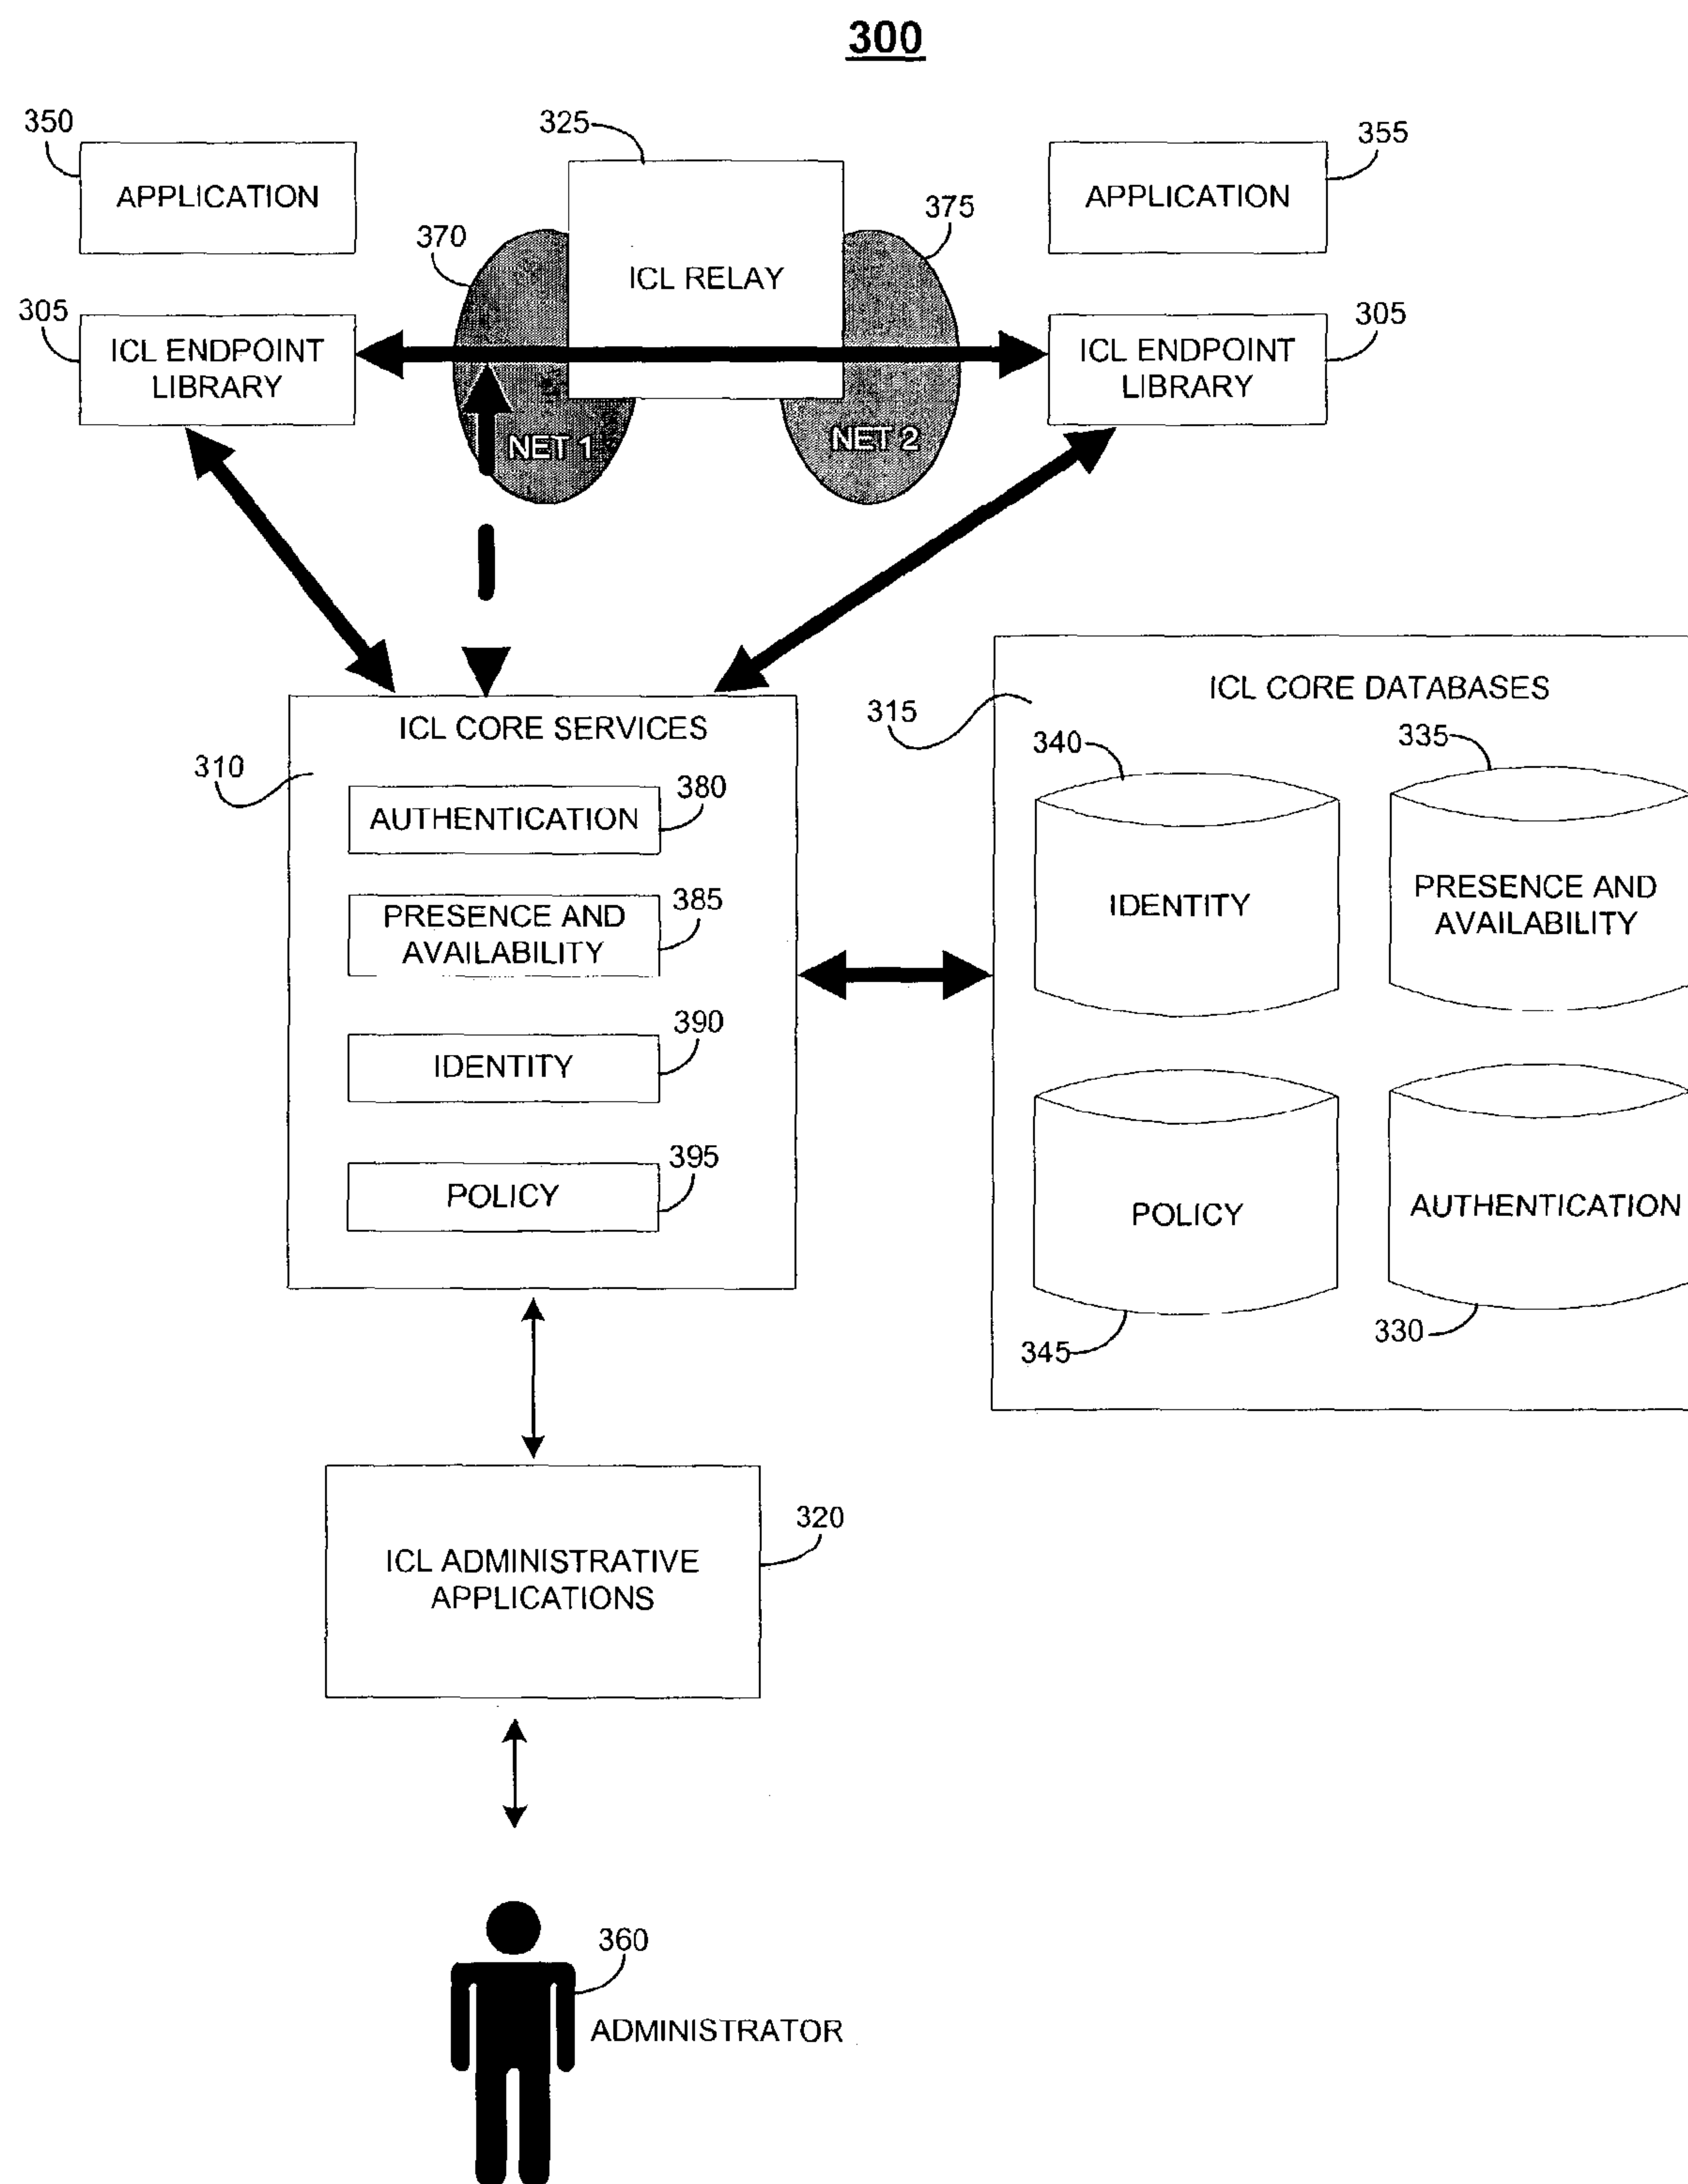 300
350
325
355
APPLICATION
APPLICATION
370
375
ICL RELAY
305
305
ICL ENDPOINT
LIBRARY
ICL ENDPOINT
LIBRARY
NET 1
NET 2
ICL CORE SERVICES
310
AUTHENTICATION
380
PRESENCE AND
AVAILABILITY
385
IDENTITY
390
POLICY
395
ICL CORE DATABASES
315
340
335
IDENTITY
PRESENCE AND
AVAILABILITY
POLICY
AUTHENTICATION
345
330
ICL ADMINISTRATIVE
APPLICATIONS
320
360
ADMINISTRATOR